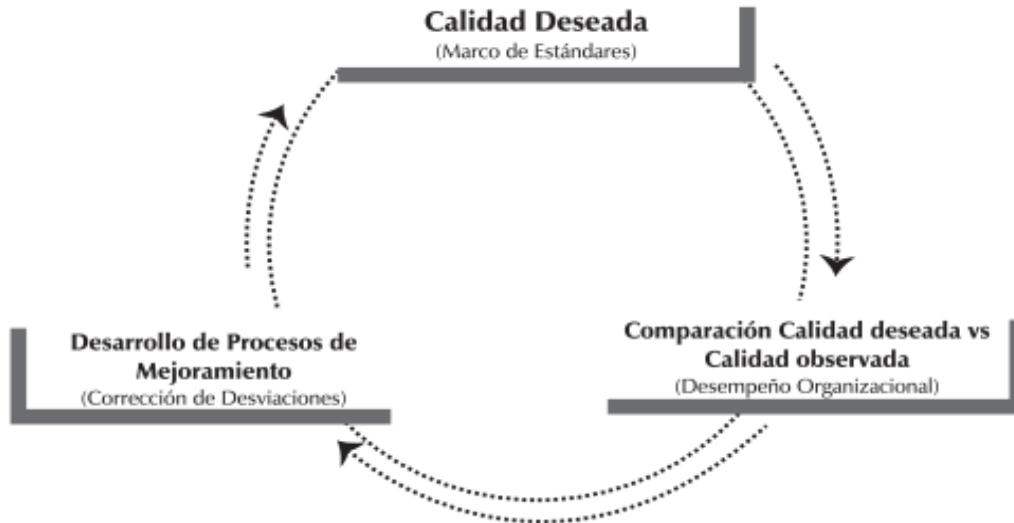 Calidad Deseada
(Marco de Estándares)
Comparación Calidad deseada vs
Calidad observada
(Desempeño Organizacional)
Desarrollo de Procesos de
Mejoramiento
(Corrección de Desviaciones)